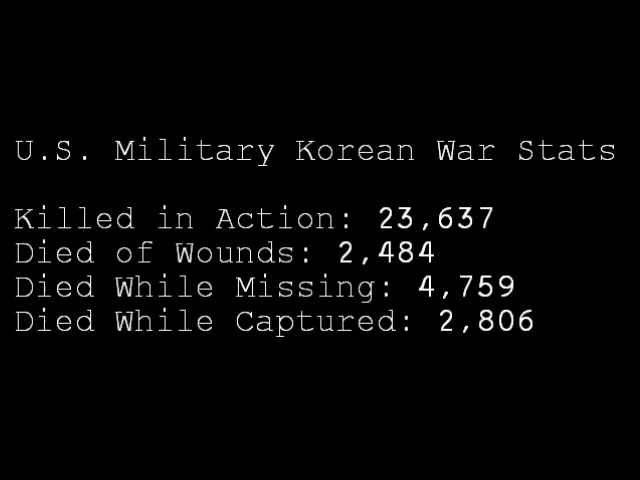 U.S. Military Korean War Stats
Killed in Action: 23,637
Died of Wounds: 2,484
Died While Missing: 4,759
Died While Captured: 2,806